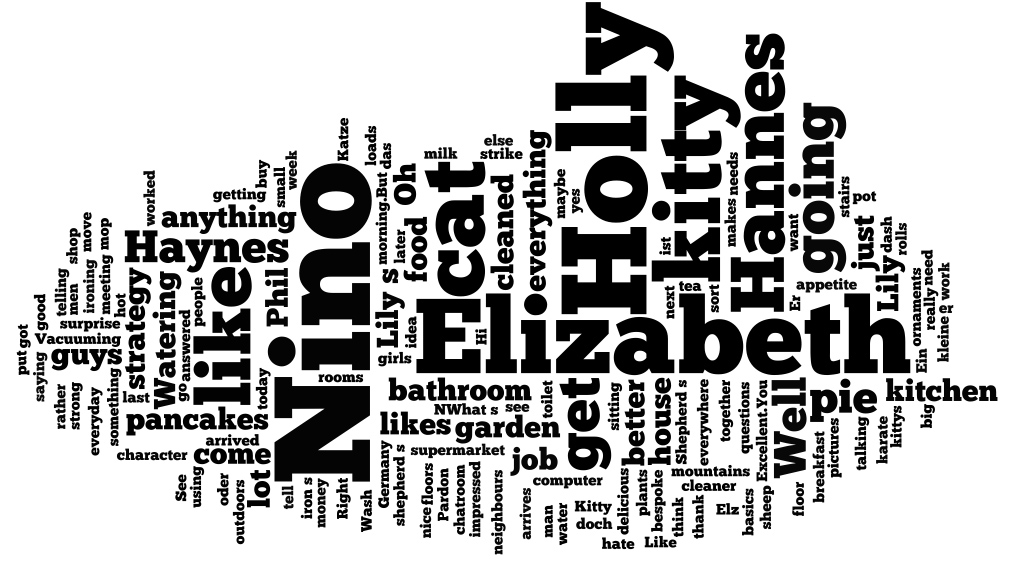 Holly
Hannes
kitty
Nino
Elizabeth
cat
going
Haynes
like
anything
everything
cleaned
food
Oh
Katze
loads
das
But
morning.
later
milk
else
strike
week
small
buy
getting
worked
maybe
yes
needs
makes
ist
next
tea
sort
want
Er
appetite
stairs
pot
just
dash
rolls
Lily
ornaments
need
really
work
e
kleine
Ein
shop
move
mop
men
telling
ironing
meeting
hot
good
got
put
saying
surprise
Vacuuming
guys
strategy
Watering
people
answered
go
Phil
Lily s
idea
girls
Hi
rooms
today
last
rather
strong
everyday
something
pancakes
arrived
character
come
lot
See
using
oder
outdoors
tell
iron s
money
Right
Wash
Germany
shepherd s
bathroom
NWhat s
see
toilet
likes
garden
supermarket
nice
floors
Pardon
chatroom
impressed
neighbours
job
computer
get
sitting
better
house
Shepherd s
everywhere
together
questions
Excellent.You
Well
pie
kitchen
big
kittys
karate
talking
pictures
breakfast
floor
mountains
cleaner
arrives
man
water
Kitty
doch
hate
Like
delicious
plants
bespoke
think
thank
Elz
basics
sheep